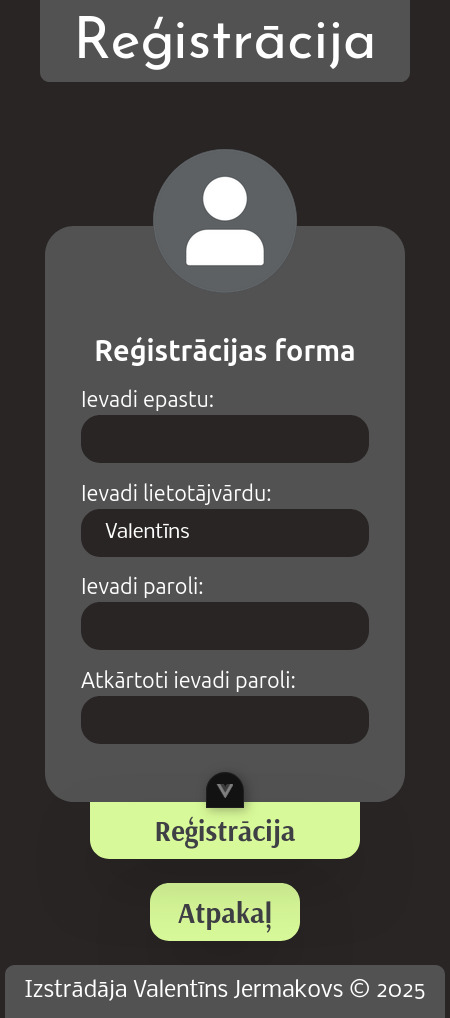 Reģistrācija
Reģistrācijas forma
Ievadi epastu:
Ievadi lietotājvārdu:
Valentīns
Ievadi paroli:
Atkārtoti ievadi paroli:
Reģistrācija
Atpakaļ
Izstrādāja Valentīns Jermakovs © 2025